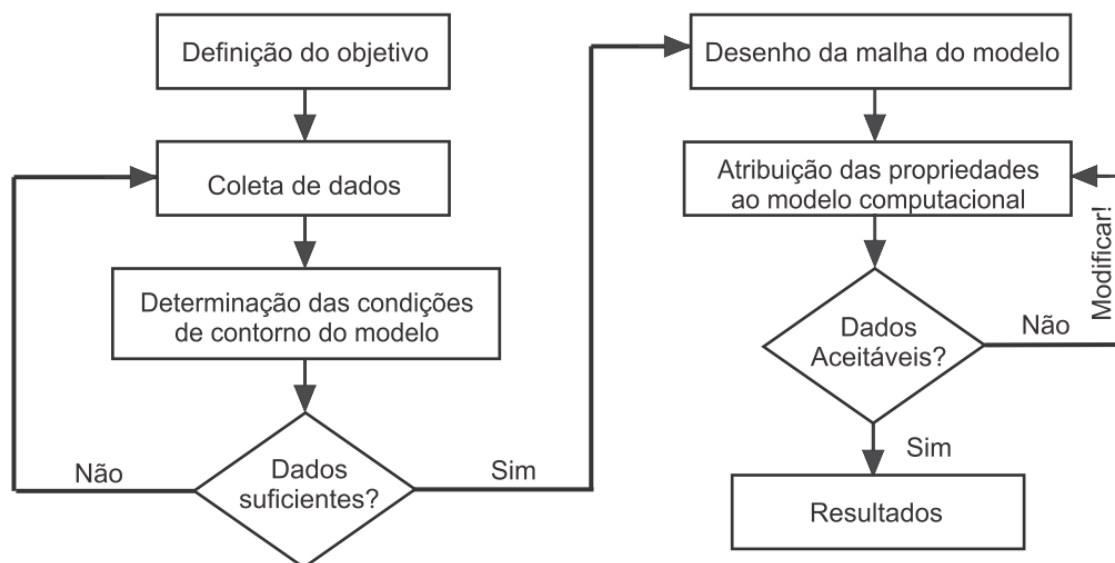 Definição do objetivo
Coleta de dados
Determinação das condições
de contorno do modelo
Dados
suficientes?
Não
Sim
Desenho da malha do modelo
Atribuição das propriedades
ao modelo computacional
Dados
Aceitáveis?
Não
Modificar!
Sim
Resultados